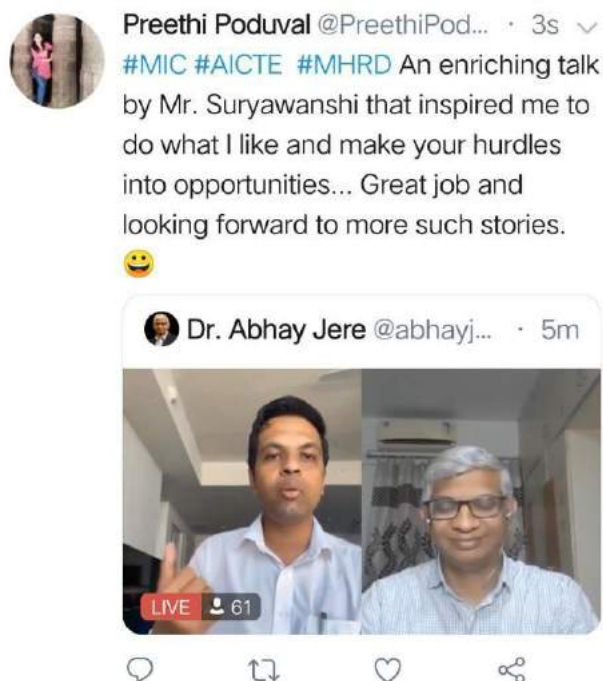 Preethi Poduval @PreethiPod... · 3s
#MIC #AICTE #MHRD An enriching talk
by Mr. Suryawanshi that inspired me to
do what I like and make your hurdles
into opportunities... Great job and
looking forward to more such stories.
😀
Dr. Abhay Jere @abhayj... · 5m
LIVE 61